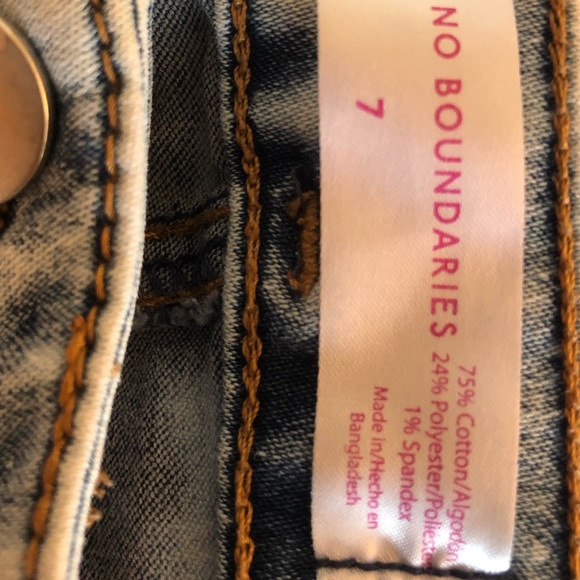 NO BOUNDARIES
7
75% Cotton/Algodón
24% Polyester/Poliéster
1% Spandex
Made in/Hecho en
Bangladesh